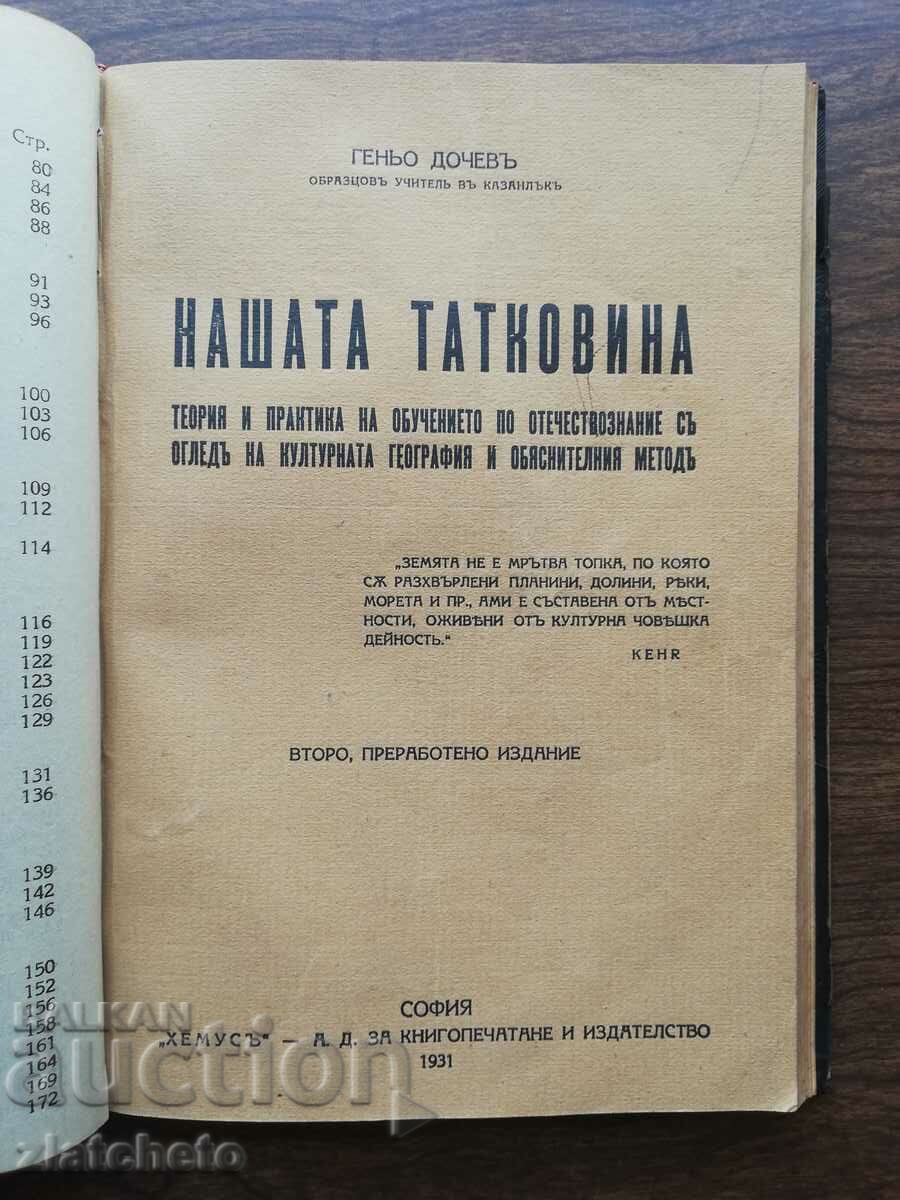 Стр.
80
84
86
88
91
93
96
100
103
106
109
112
114
116
119
122
123
126
129
131
136
139
142
146
150
152
156
158
161
164
169
172
ГЕНЬО ДОЧЕВЪ
ОБРАЗЦОВЪ УЧИТЕЛЬ ВЪ КАЗАНЛЪКЪ
НАШАТА ТАТКОВИНА
ТЕОРИЯ И ПРАКТИКА НА ОБУЧЕНИЕТО ПО ОТЕЧЕСТВОЗНАНИЕ СЪ
ОГЛЕДЪ НА КУЛТУРНАТА ГЕОГРАФИЯ И ОБЯСНИТЕЛНИЯ МЕТОДЪ
„ЗЕМЯТА НЕ Е МРЪТВА ТОПКА, ПО КОЯТО
СѪ РАЗХВЪРЛЕНИ ПЛАНИНИ, ДОЛИНИ, РѢКИ,
МОРЕТА И ПР., АМИ Е СЪСТАВЕНА ОТЪ МѢСТ-
НОСТИ, ОЖИВѢНИ ОТЪ КУЛТУРНА ЧОВѢШКА
ДЕЙНОСТЬ.“
KEHR
ВТОРО, ПРЕРАБОТЕНО ИЗДАНИЕ
СОФИЯ
„ХЕМУСЪ“ — А. Д. ЗА КНИГОПЕЧАТАНЕ И ИЗДАТЕЛСТВО
1931
BALKAN
auction
zlatcheto